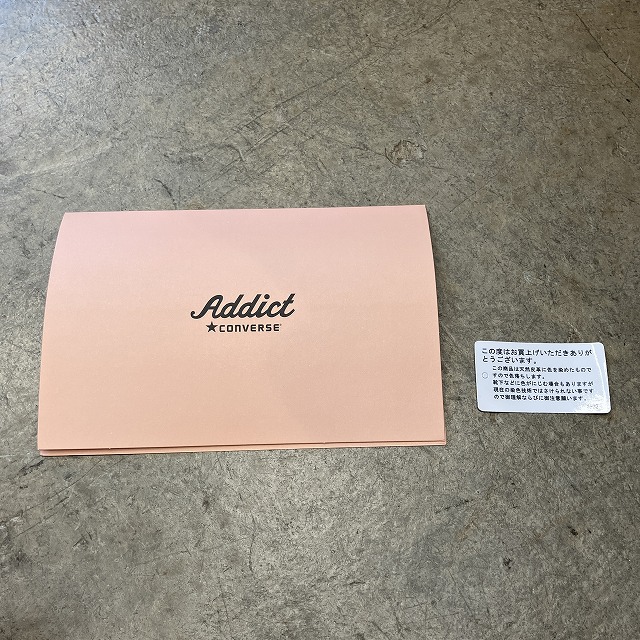 Addict
★CONVERSE®
この度はお買上げいただきありが
とうございます。
この商品は天然皮革に色を染めたもので
すので色落ちします。
靴下などに色がにじむ場合もありますが
現在の染色技術ではさけられない事です
ので御理解ならびに御注意願います。